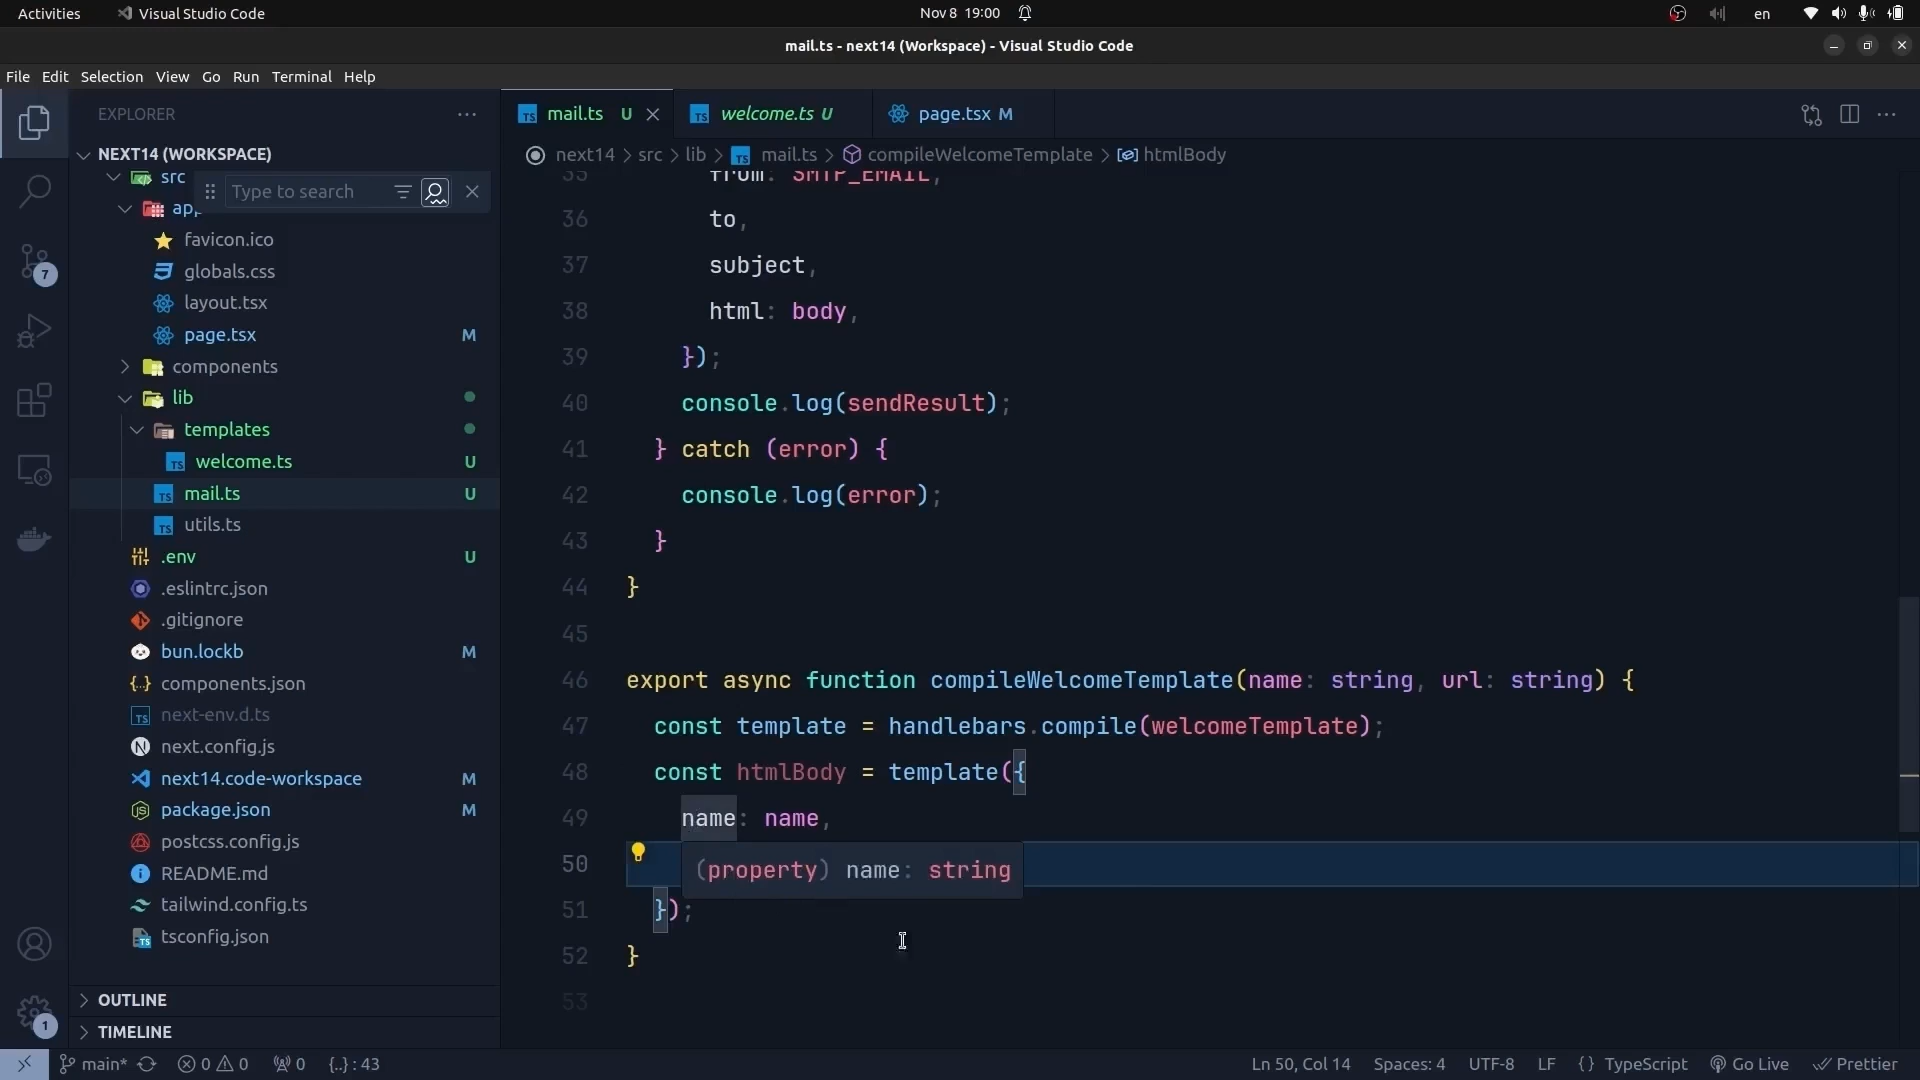 Activities
Visual Studio Code
Nov 8 19:00
en
mail.ts - next14 (Workspace) - Visual Studio Code
File Edit Selection View Go Run Terminal Help
EXPLORER
NEXT14 (WORKSPACE)
src
Type to search
app
favicon.ico
globals.css
layout.tsx
page.tsx M
components
lib
templates
welcome.ts U
mail.ts U
utils.ts
.env U
.eslintrc.json
.gitignore
bun.lockb M
components.json
next-env.d.ts
next.config.js
next14.code-workspace M
package.json M
postcss.config.js
README.md
tailwind.config.ts
tsconfig.json
OUTLINE
TIMELINE
7
1
mail.ts U
welcome.ts U
page.tsx M
next14 > src > lib > mail.ts > compileWelcomeTemplate > htmlBody
35 from: SMTP_EMAIL,
36 to,
37 subject,
38 html: body,
39 });
40 console.log(sendResult);
41 } catch (error) {
42 console.log(error);
43 }
44 }
45
46 export async function compileWelcomeTemplate(name: string, url: string) {
47 const template = handlebars.compile(welcomeTemplate);
48 const htmlBody = template({
49 name: name,
50
(property) name: string
51 });
52 }
53
main* 0 0 0 {..} : 43
Ln 50, Col 14 Spaces: 4 UTF-8 LF {} TypeScript Go Live Prettier